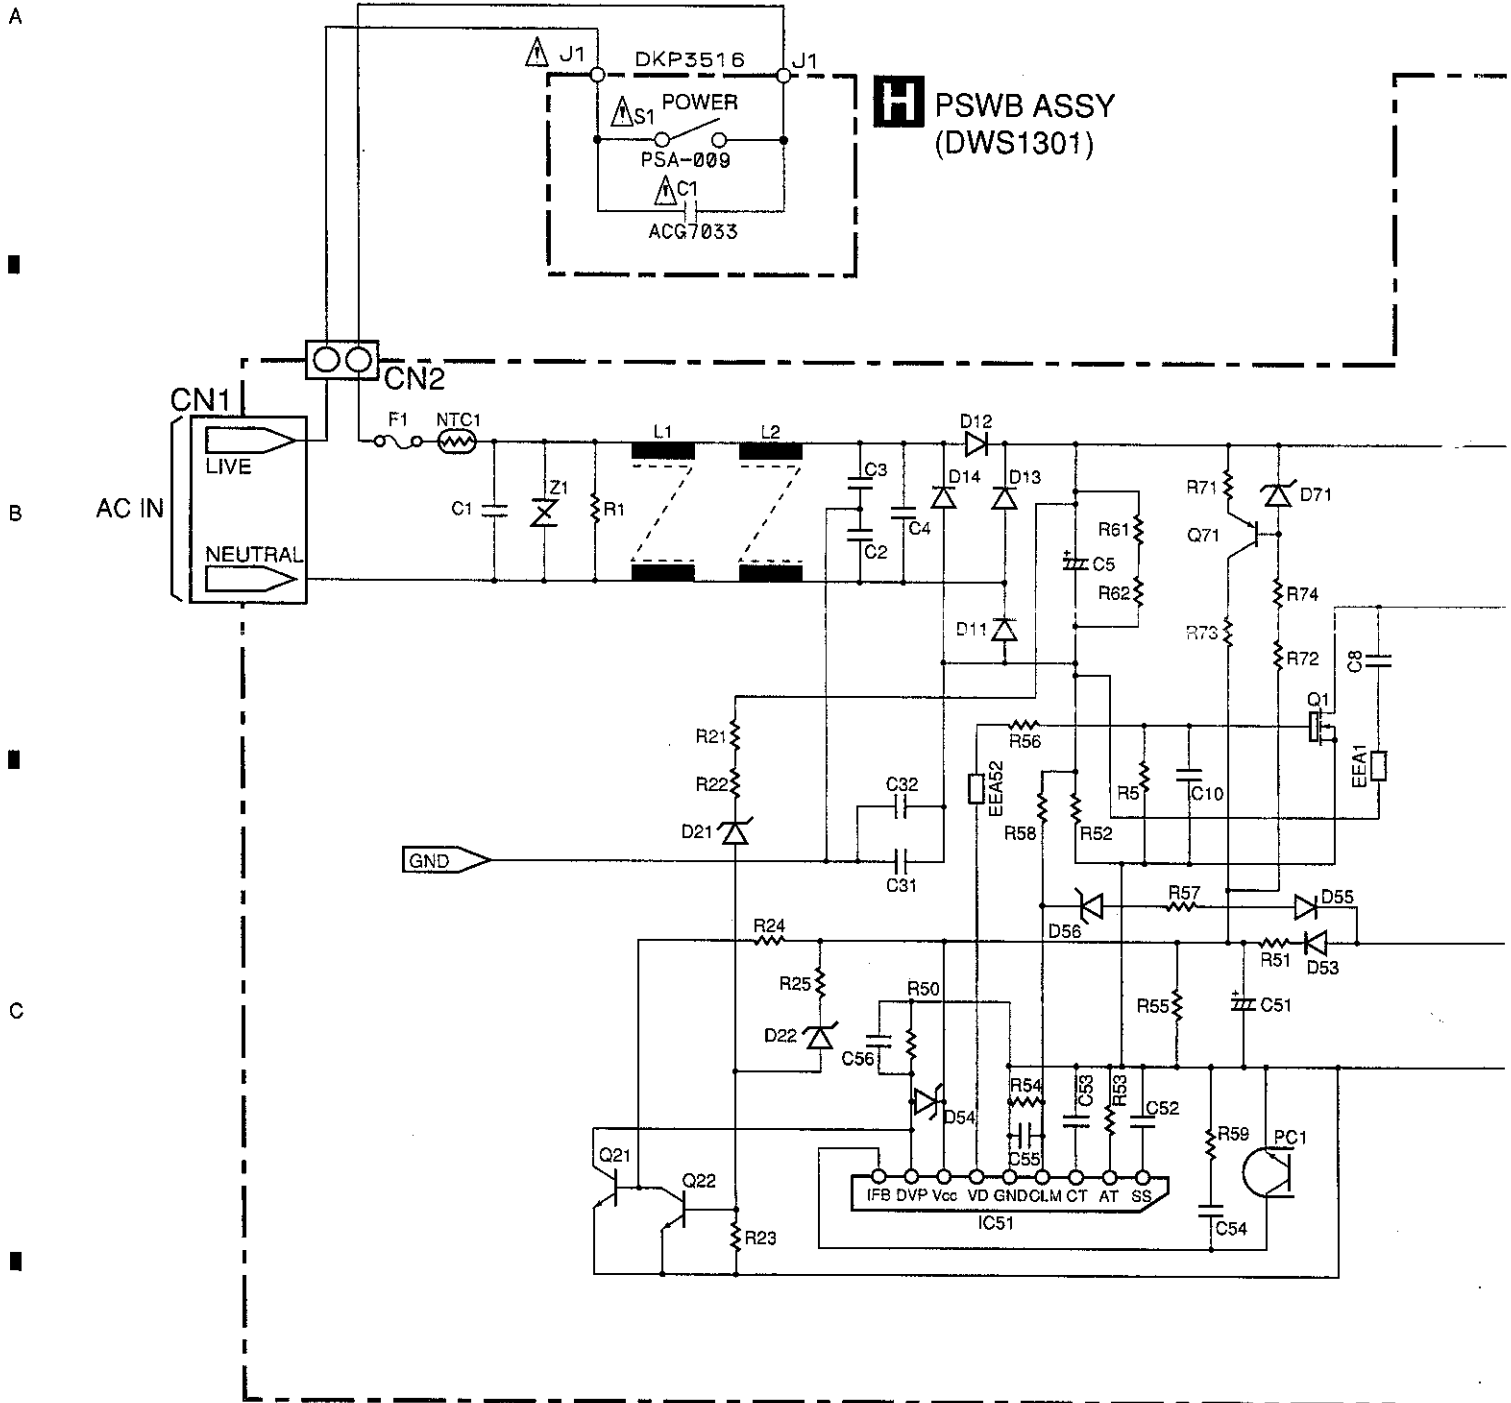 A
J1
DKP3516
J1
POWER
S1
PSA-009
C1
ACG7033
H
PSWB ASSY
(DWS1301)
CN2
CN1
F1
NTC1
L1
L2
D12
LIVE
AC IN
B
C1
Z1
R1
C3
C2
C4
D14
D13
R61
C5
R62
R71
D71
Q71
R74
NEUTRAL
D11
R73
R72
C8
Q1
R21
R22
D21
C32
C31
EEA52
R56
R58
R52
R5
C10
EEA1
GND
R57
D55
D56
R24
R51
D53
C
R25
D22
R50
C56
R55
C51
D54
R54
C55
C53
R53
C52
R59
PC1
Q21
Q22
IFB DVP Vcc VD GND CLM CT AT SS
IC51
R23
C54